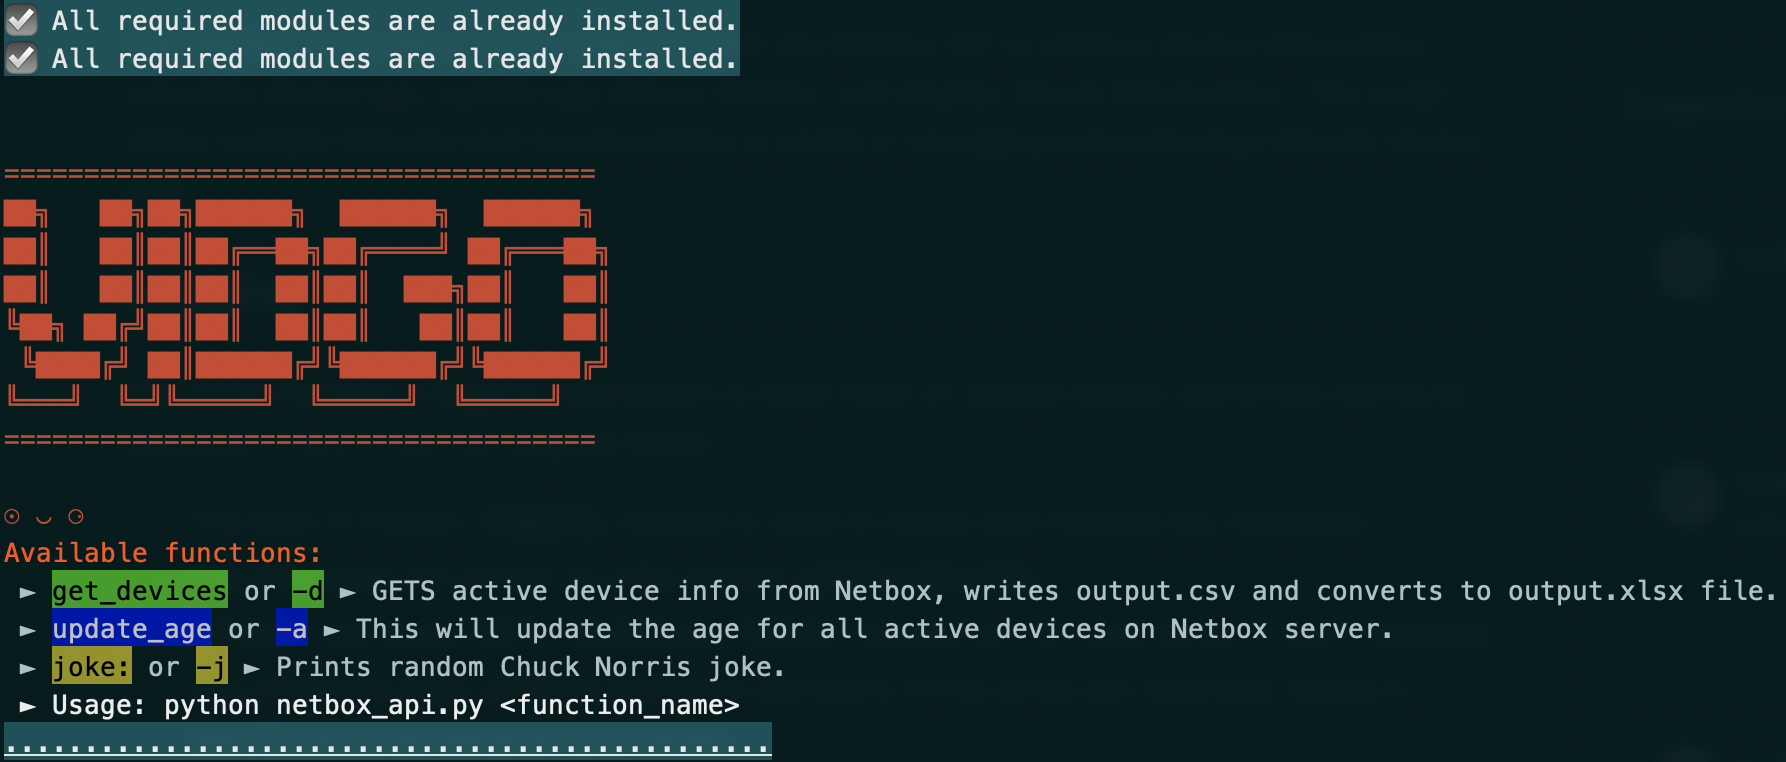 All required modules are already installed.
All required modules are already installed.
=====================================
VIDGO
=====================================
☉ ◡ ⚆
Available functions:
► get_devices or -d ► GETS active device info from Netbox, writes output.csv and converts to output.xlsx file.
► update_age or -a ► This will update the age for all active devices on Netbox server.
► joke: or -j ► Prints random Chuck Norris joke.
► Usage: python netbox_api.py <function_name>
................................................